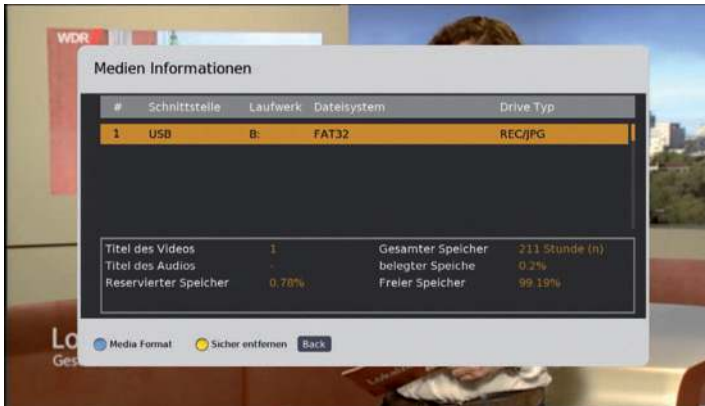 WDR
Medien Informationen
# Schnittstelle Laufwerk Dateisystem Drive Typ
1 USB B: FAT32 REC/JPG
Titel des Videos 1 Gesamter Speicher 211 Stunde (n)
Titel des Audios - belegter Speiche 0.2%
Reservierter Speicher 0.78% Freier Speicher 99.19%
Lo
Media Format Sicher entfernen Back
Ges